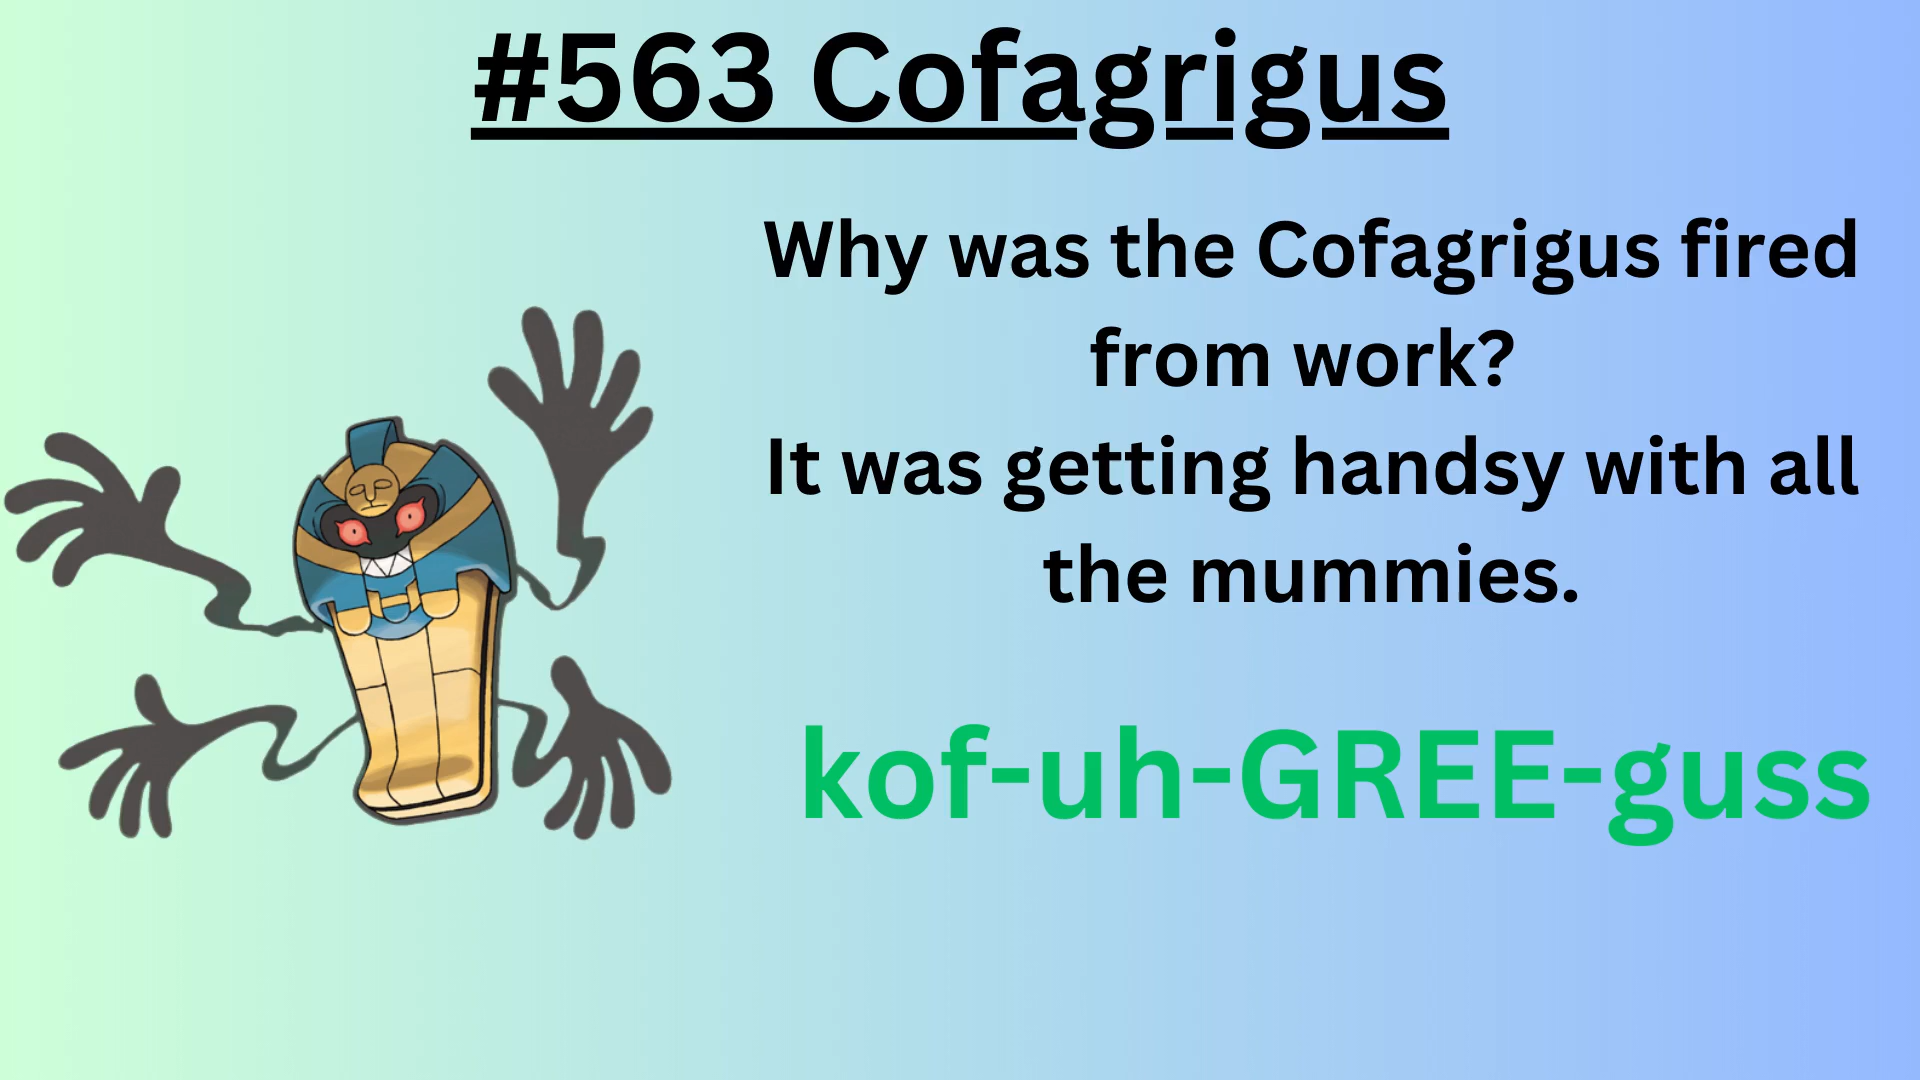 #563 Cofagrigus
Why was the Cofagrigus fired
from work?
It was getting handsy with all
the mummies.
kof-uh-GREE-guss